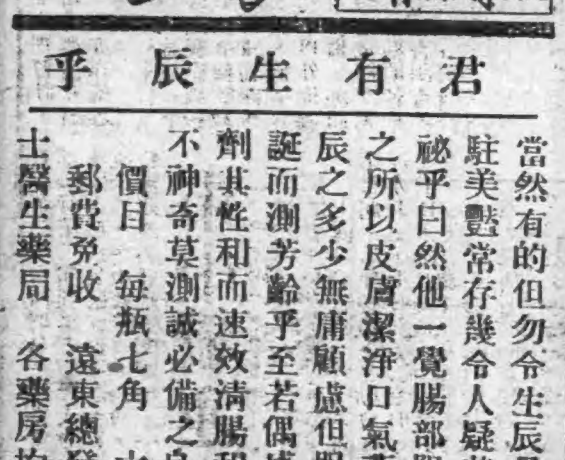 君有生辰乎
當然有的但勿令生辰
駐美豔常存幾令人疑
祕乎曰然他一覺腸部
之所以皮膚潔淨口氣
辰之多少無庸顧慮但
誕而測芳齡乎至若偶
劑其性和而速效清腸
不神奇莫測誠必備之
價目 每瓶七角
郵費免收 遠東總
士醫生藥局 各藥房